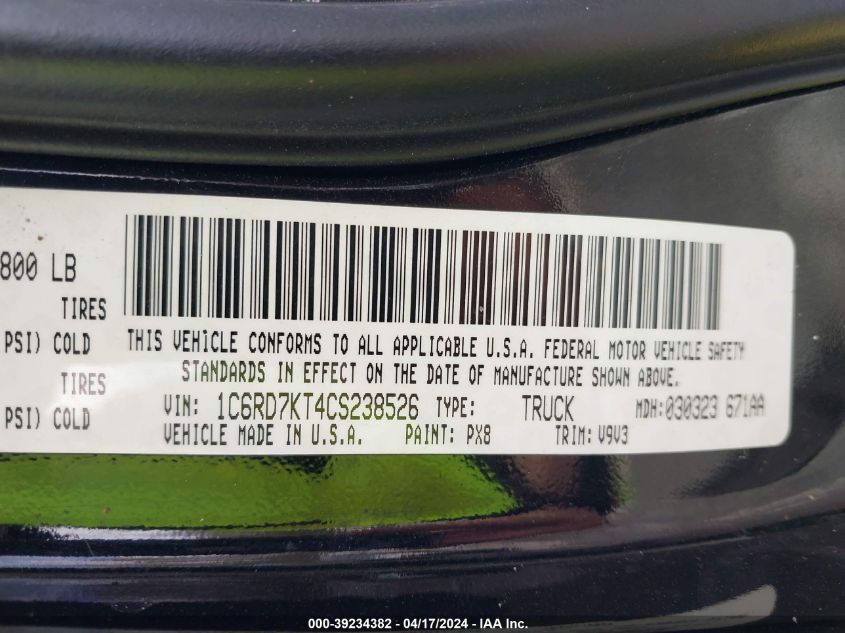 800 LB
TIRES
PSI) COLD
THIS VEHICLE CONFORMS TO ALL APPLICABLE U.S.A. FEDERAL MOTOR VEHICLE SAFETY
STANDARDS IN EFFECT ON THE DATE OF MANUFACTURE SHOWN ABOVE.
TIRES
PSI) COLD
VIN: 1C6RD7KT4CS238526 TYPE: TRUCK MDH: 030323 671AA
VEHICLE MADE IN U.S.A. PAINT: PX8 TRIM: V9V3
000-39234382 - 04/17/2024 - IAA Inc.